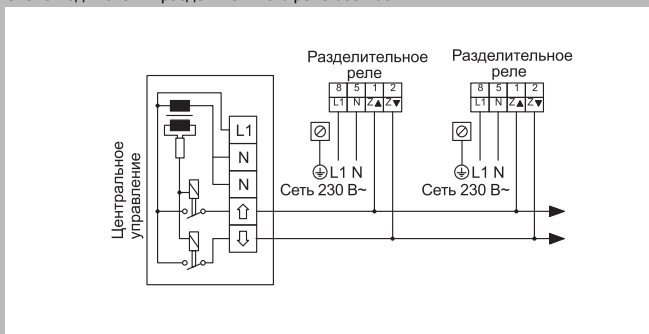 Разделительное
реле
8 5 1 2
L1 N Z▲ Z▼
L1 N
Сеть 230 В~
Разделительное
реле
8 5 1 2
L1 N Z▲ Z▼
L1 N
Сеть 230 В~
Центральное
управление
L1
N
N